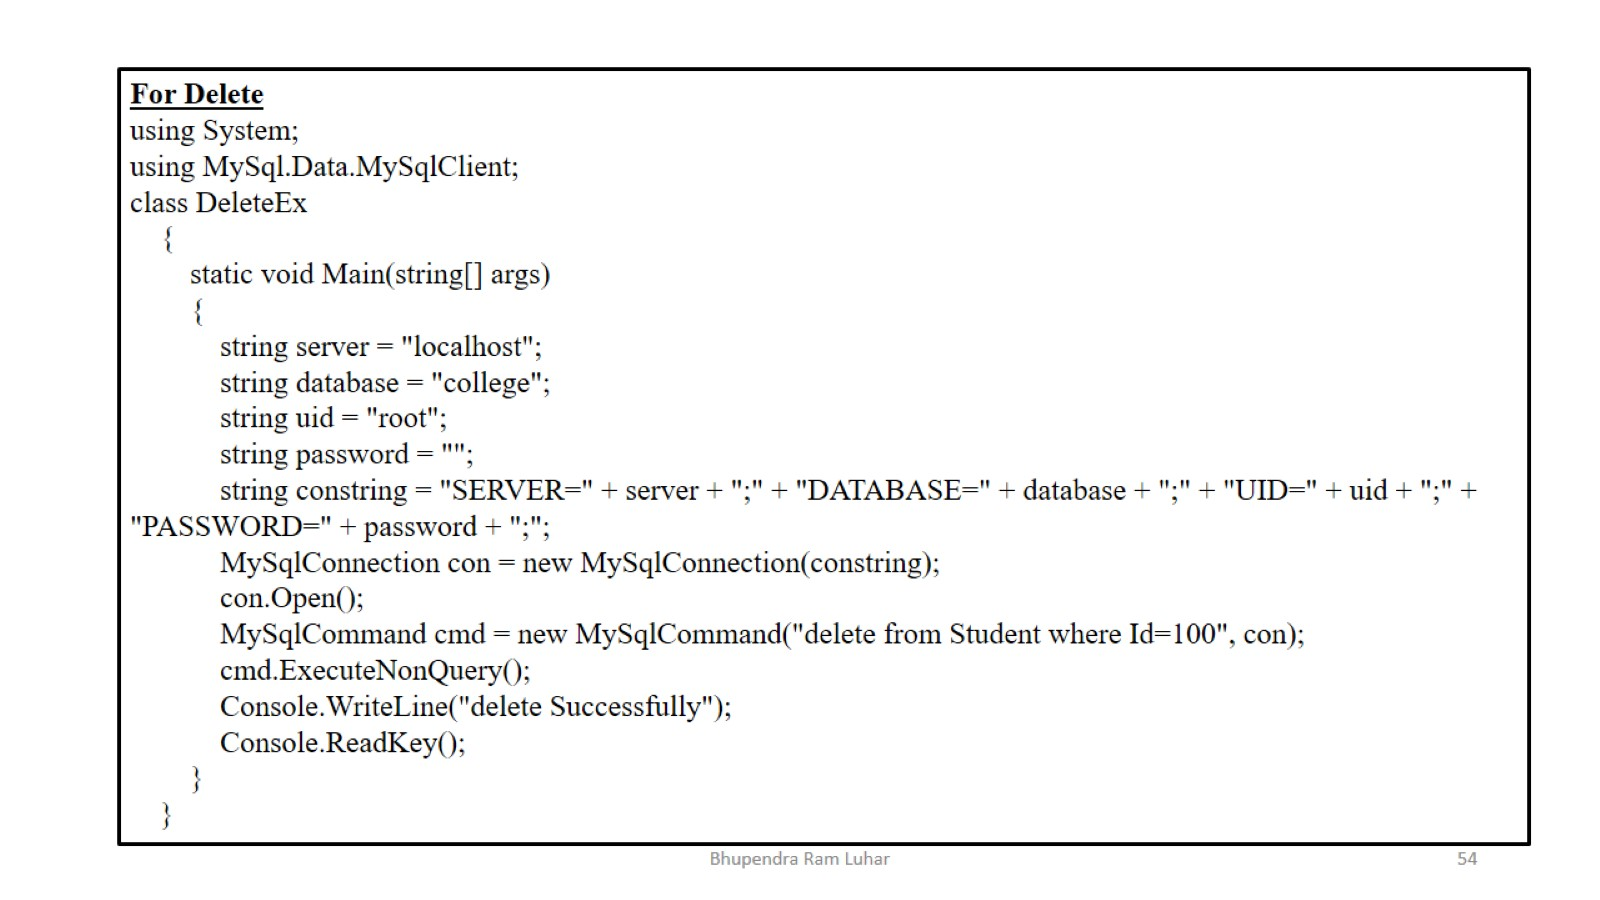 For Delete
using System;
using MySql.Data.MySqlClient;
class DeleteEx
{
static void Main(string[] args)
{
string server = "localhost";
string database = "college";
string uid = "root";
string password = "";
string constring = "SERVER=" + server + ";" + "DATABASE=" + database + ";" + "UID=" + uid + ";" +
"PASSWORD=" + password + ";";
MySqlConnection con = new MySqlConnection(constring);
con.Open();
MySqlCommand cmd = new MySqlCommand("delete from Student where Id=100", con);
cmd.ExecuteNonQuery();
Console.WriteLine("delete Successfully");
Console.ReadKey();
}
}
Bhupendra Ram Luhar
54